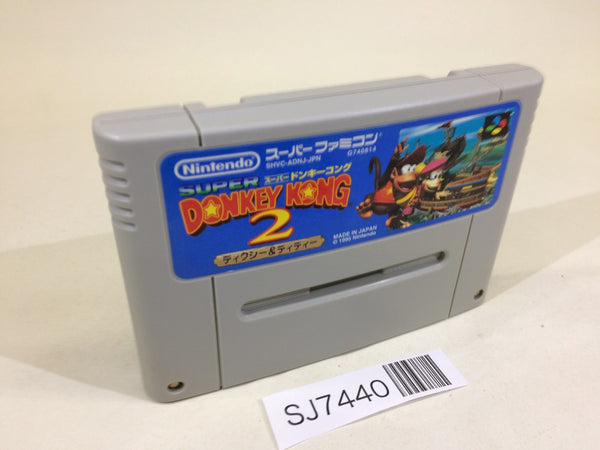 Nintendo
スーパーファミコン
SHVC-ADNJ-JPN
G740814
SUPER スーパードンキーコング
DONKEY KONG
2
ディクシー&ディディー
MADE IN JAPAN
© 1995 Nintendo
SJ7440